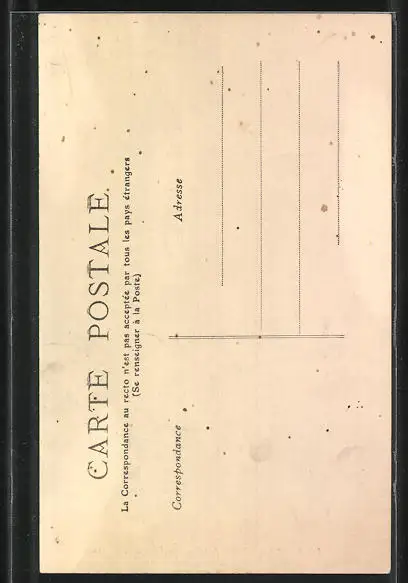 CARTE POSTALE.
La Correspondance au recto n'est pas acceptée par tous les pays étrangers
(Se renseigner à la Poste)
Correspondance
Adresse